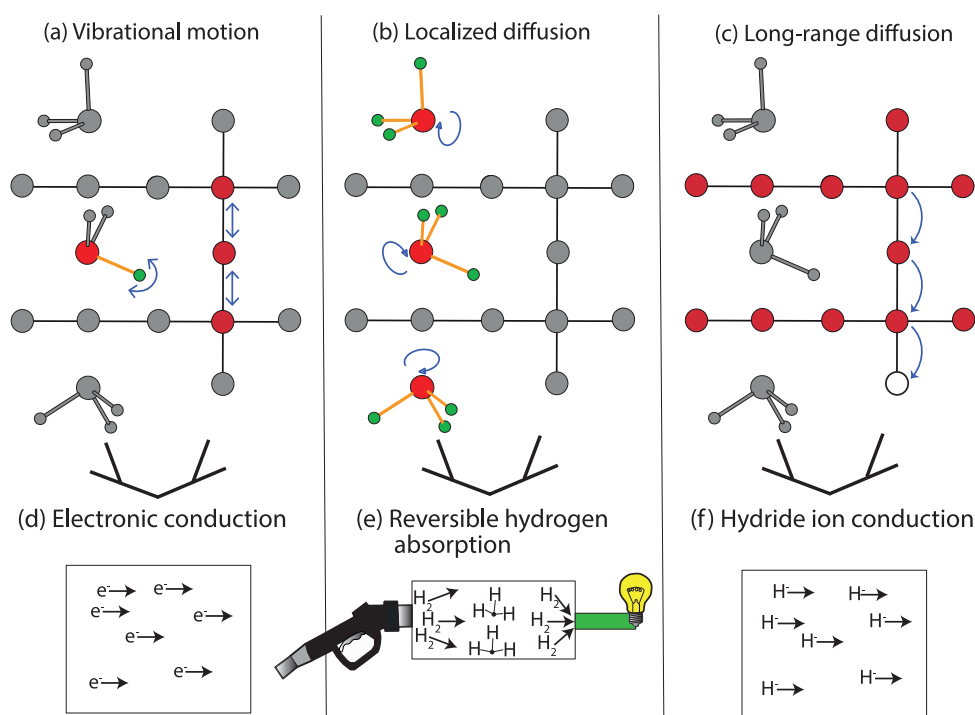 (a) Vibrational motion
(b) Localized diffusion
(c) Long-range diffusion
(d) Electronic conduction
(e) Reversible hydrogen
absorption
(f) Hydride ion conduction
e⁻ e⁻
e⁻ e⁻
e⁻
e⁻ e⁻
H₂ H H₂
H₂ H H H₂
H₂ H H₂
H H
H⁻ H⁻
H⁻ H⁻
H⁻
H⁻ H⁻